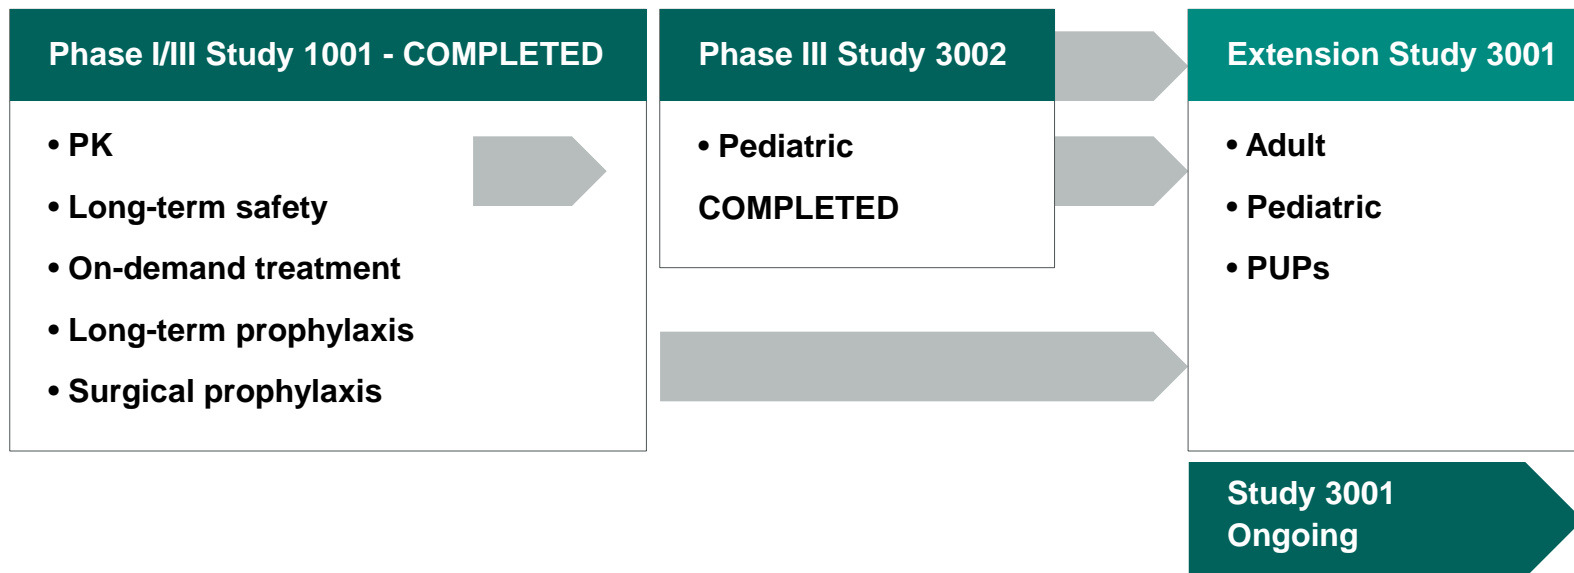 Phase I/III Study 1001 - COMPLETED
• PK
• Long-term safety
• On-demand treatment
• Long-term prophylaxis
• Surgical prophylaxis
Phase III Study 3002
• Pediatric
COMPLETED
Extension Study 3001
• Adult
• Pediatric
• PUPs
Study 3001
Ongoing